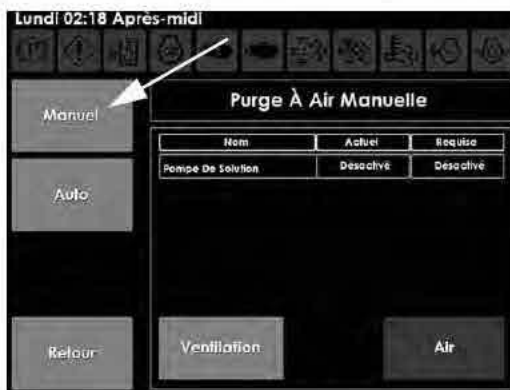 Lundi 02:18 Après-midi
Manuel
Purge À Air Manuelle
Nom Actuel Requise
Pompe De Solution Désactivé Désactivé
Auto
Retour
Ventilation
Air